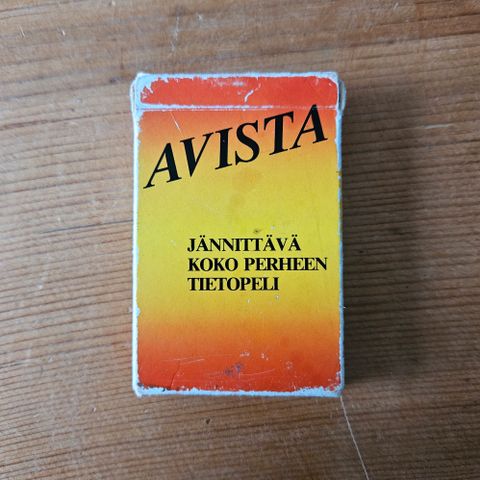 AVISTA
JÄNNITTÄVÄ
KOKO PERHEEN
TIETOPELI